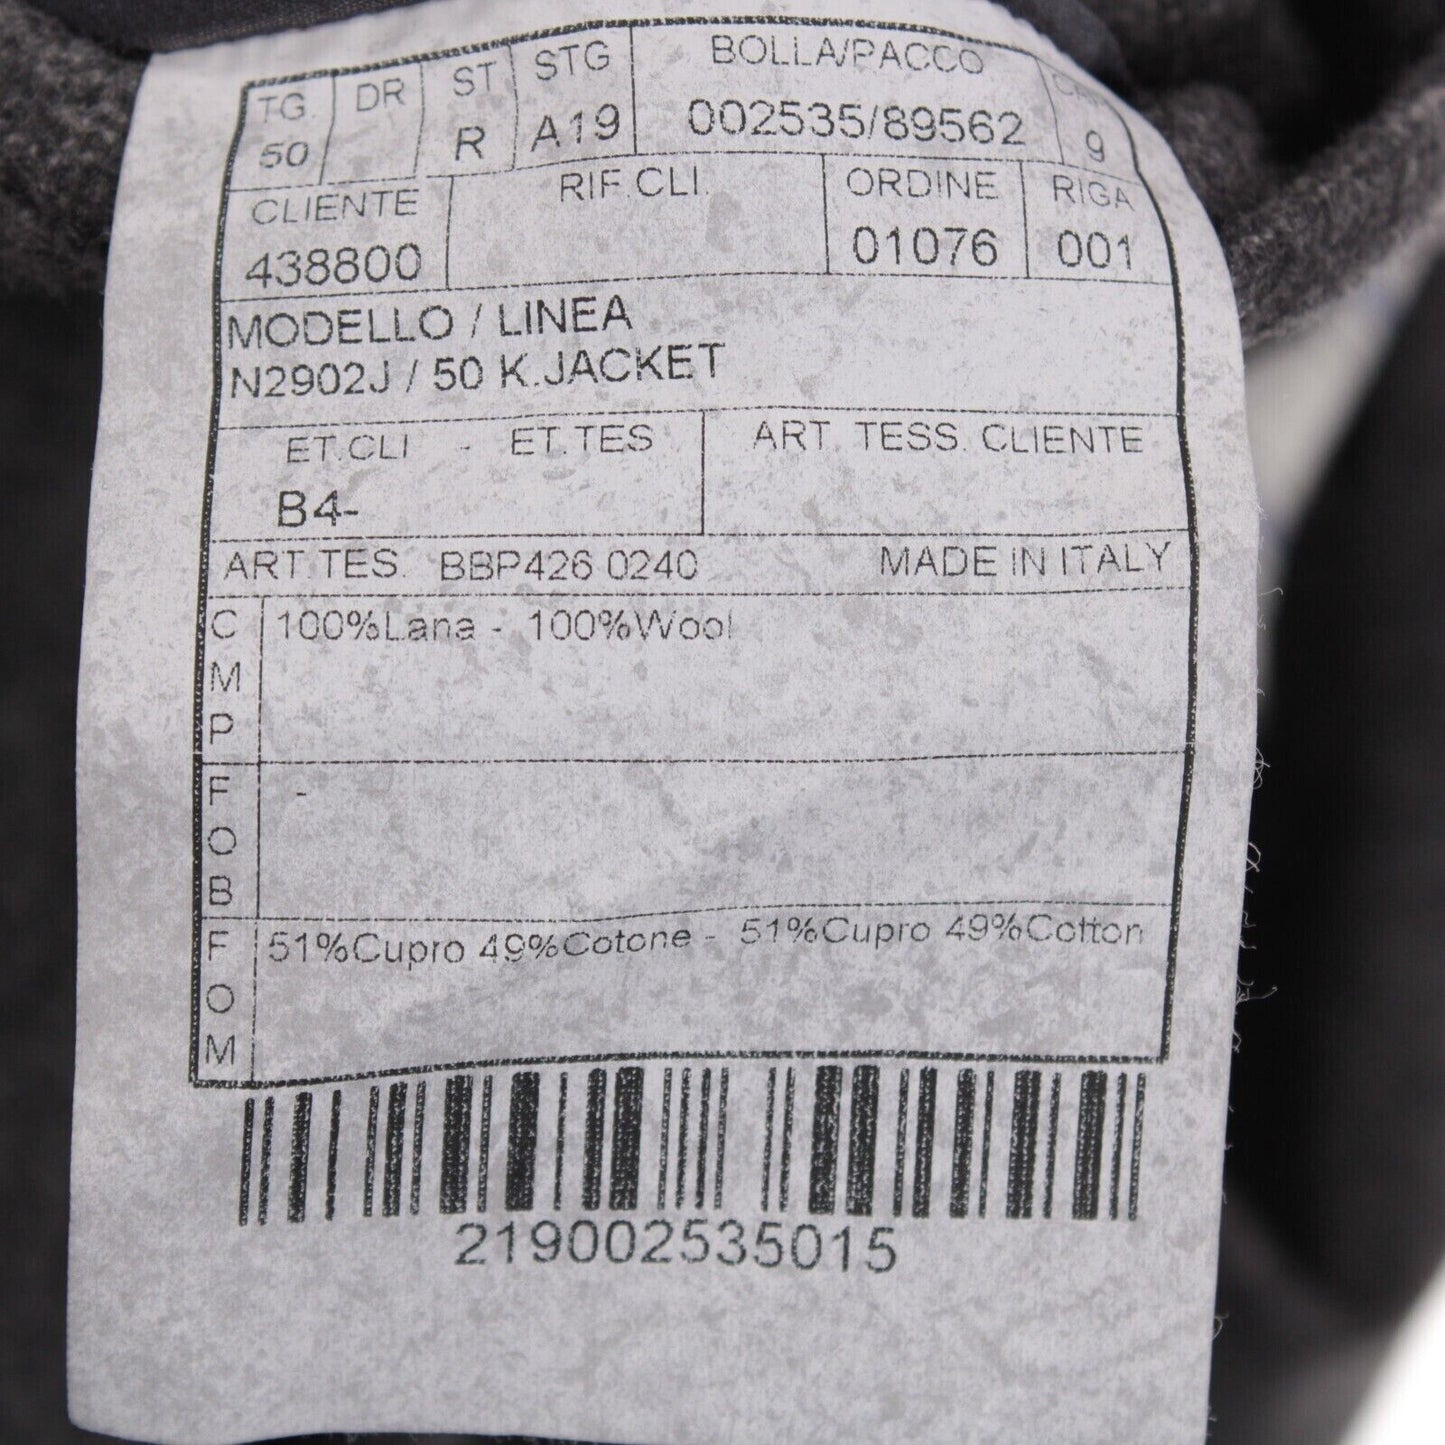 TG. DR ST STG BOLLA/PACCO
50 R A19 002535/89562 9
CLIENTE RIF.CLI. ORDINE RIGA
438800 01076 001
MODELLO / LINEA
N2902J / 50 K.JACKET
ET.CLI - ET.TES ART. TESS. CLIENTE
B4-
ART.TES. BBP426 0240 MADE IN ITALY
C M P 100%Lana - 100%Wool
F O B -
F O M 51%Cupro 49%Cotone - 51%Cupro 49%Cotton
219002535015